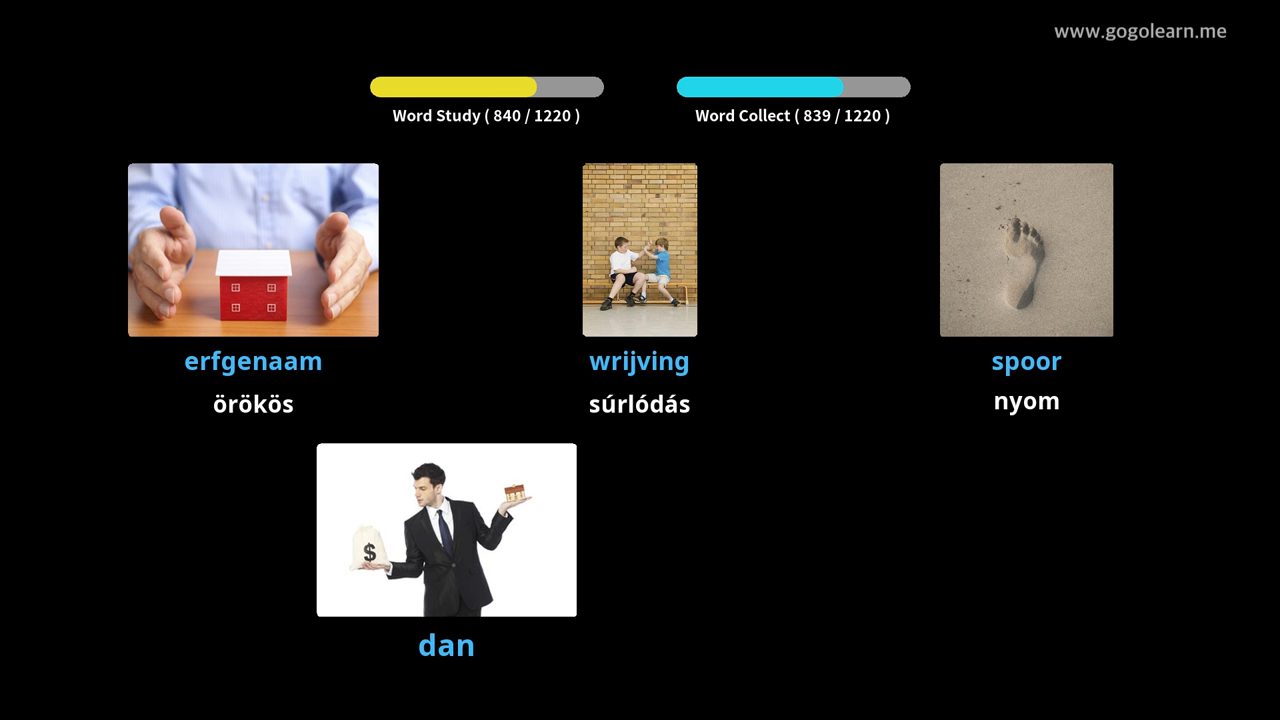 www.gogolearn.me
Word Study ( 840 / 1220 )
Word Collect ( 839 / 1220 )
erfgenaam
örökös
wrijving
súrlódás
spoor
nyom
$
dan